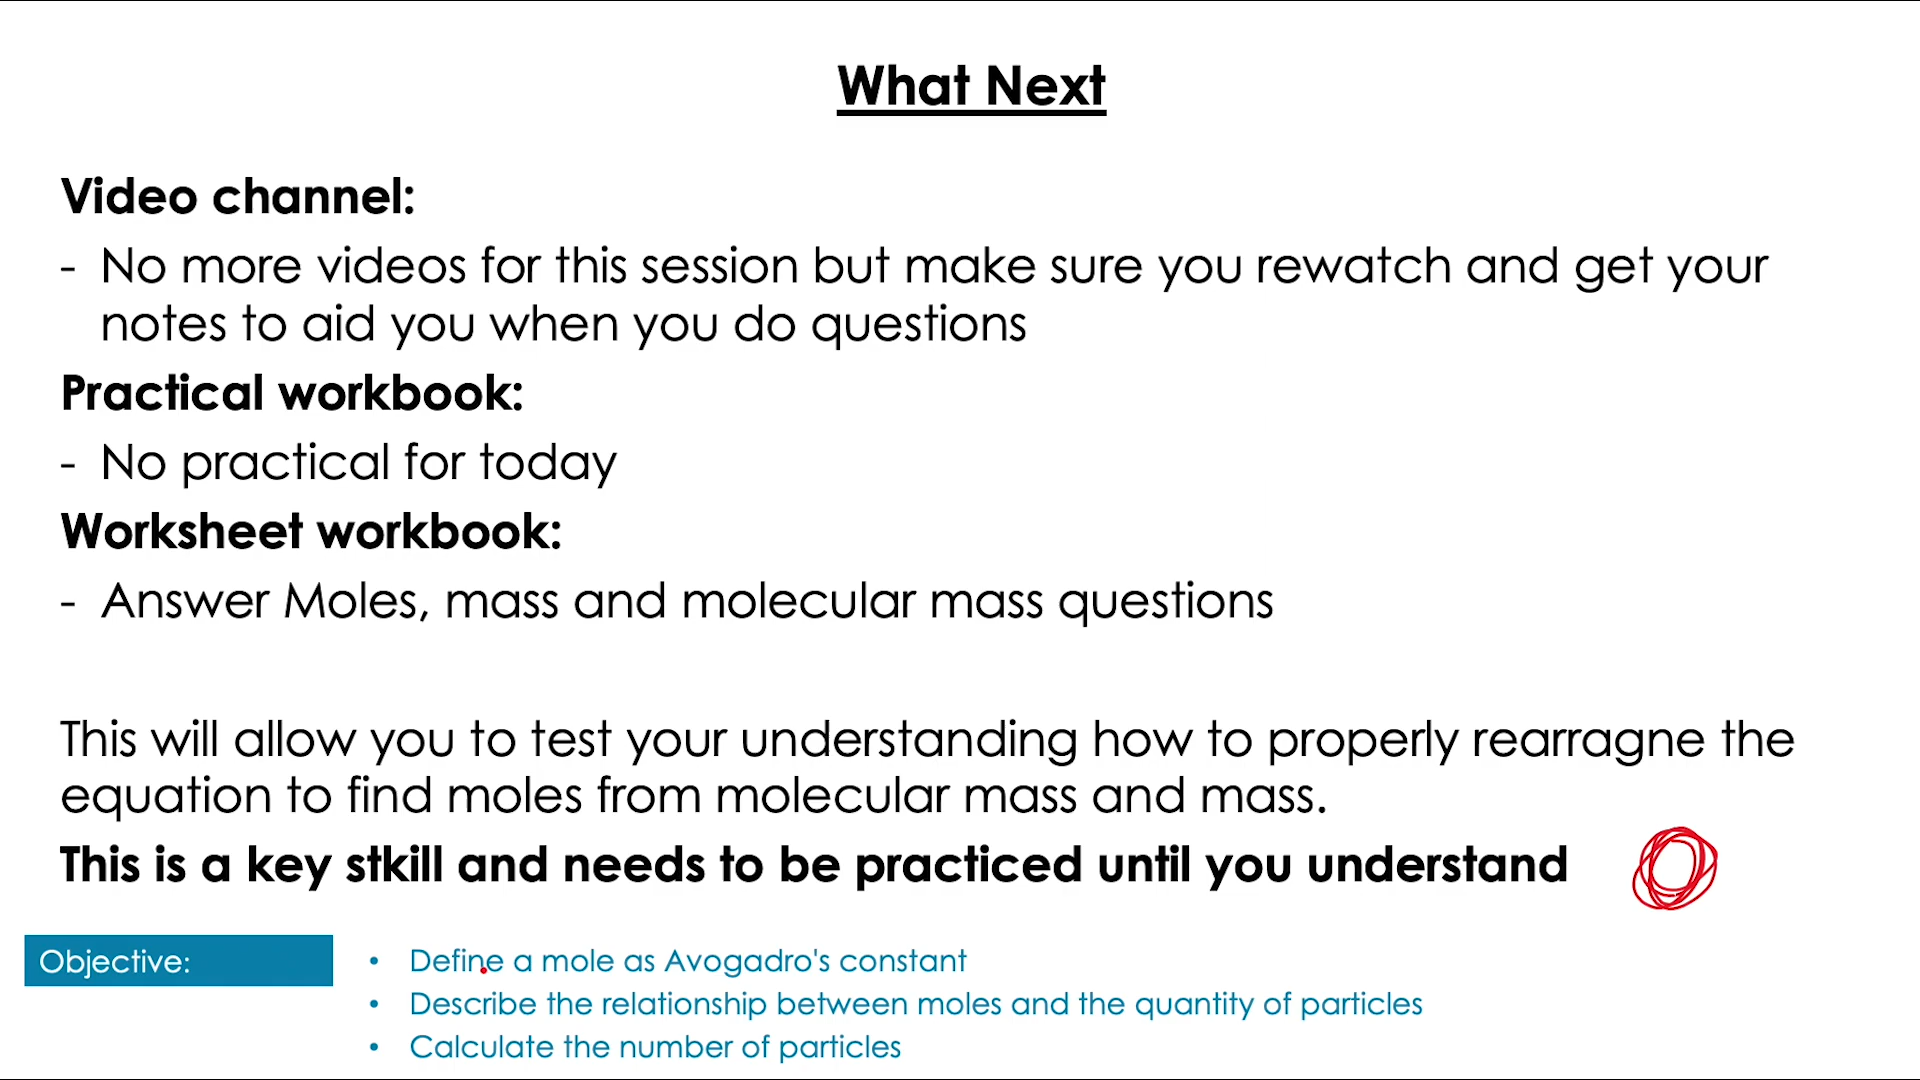 What Next
Video channel:
- No more videos for this session but make sure you rewatch and get your
notes to aid you when you do questions
Practical workbook:
- No practical for today
Worksheet workbook:
- Answer Moles, mass and molecular mass questions
This will allow you to test your understanding how to properly rearragne the
equation to find moles from molecular mass and mass.
This is a key stkill and needs to be practiced until you understand
Objective:
• Define a mole as Avogadro's constant
• Describe the relationship between moles and the quantity of particles
• Calculate the number of particles